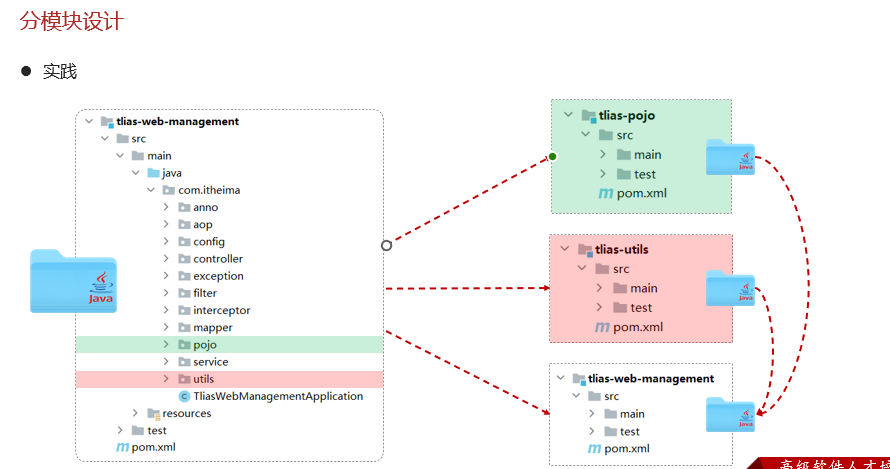 分模块设计
实践
tlias-web-management
src
main
java
com.itheima
anno
aop
config
controller
exception
filter
interceptor
mapper
pojo
service
utils
TliasWebManagementApplication
resources
test
pom.xml
Java
tlias-pojo
src
main
test
pom.xml
Java
tlias-utils
src
main
test
pom.xml
Java
tlias-web-management
src
main
test
pom.xml
Java
高级软件人才培